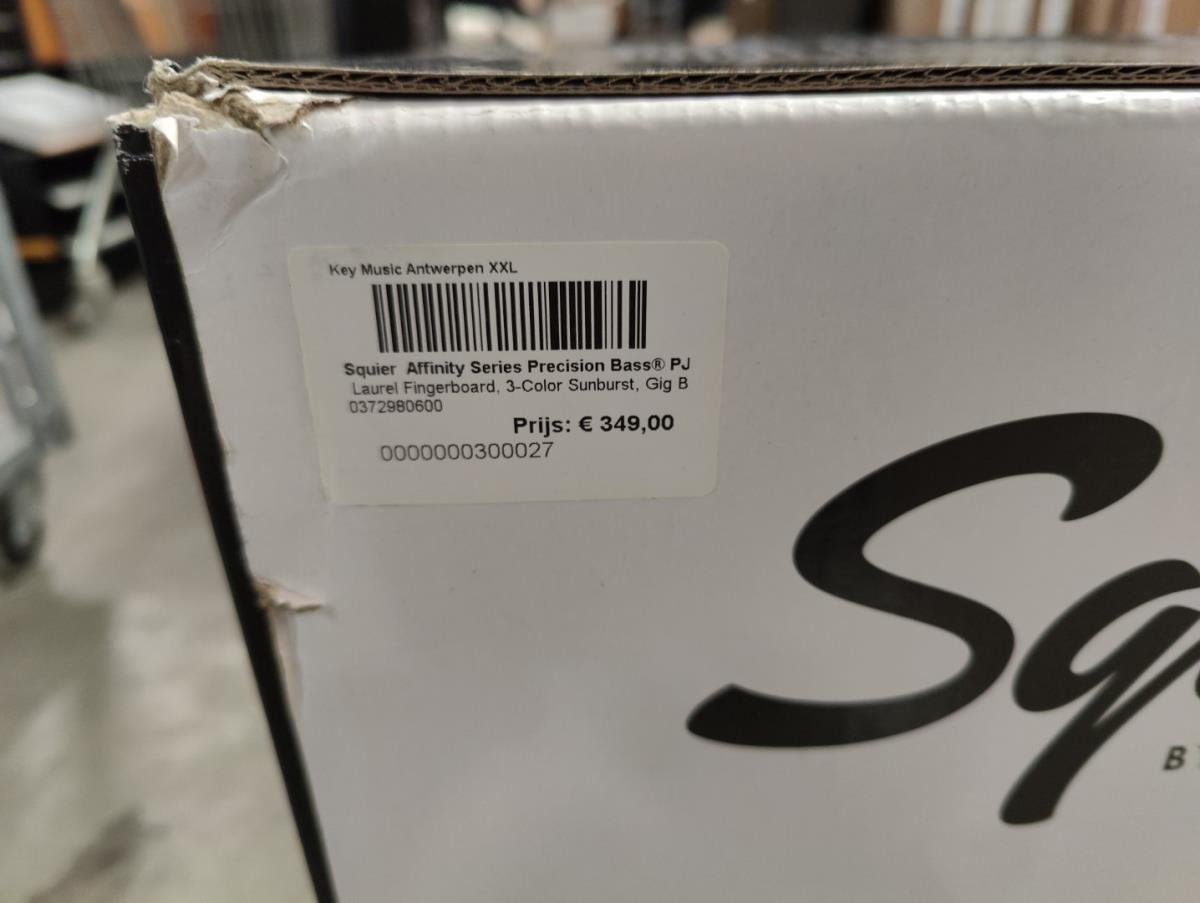 Key Music Antwerpen XXL
Squier Affinity Series Precision Bass® PJ
Laurel Fingerboard, 3-Color Sunburst, Gig B
0372980600
Prijs: € 349,00
0000000300027
Sq
B